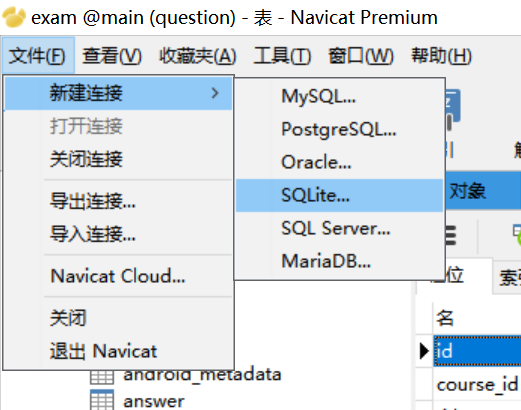 exam @main (question) - 表 - Navicat Premium
文件(F) 查看(V) 收藏夹(A) 工具(T) 窗口(W) 帮助(H)
新建连接
打开连接
关闭连接
导出连接...
导入连接...
Navicat Cloud...
关闭
退出 Navicat
MySQL...
PostgreSQL...
Oracle...
SQLite...
SQL Server...
MariaDB...
对象
名
id
course_id
android_metadata
answer